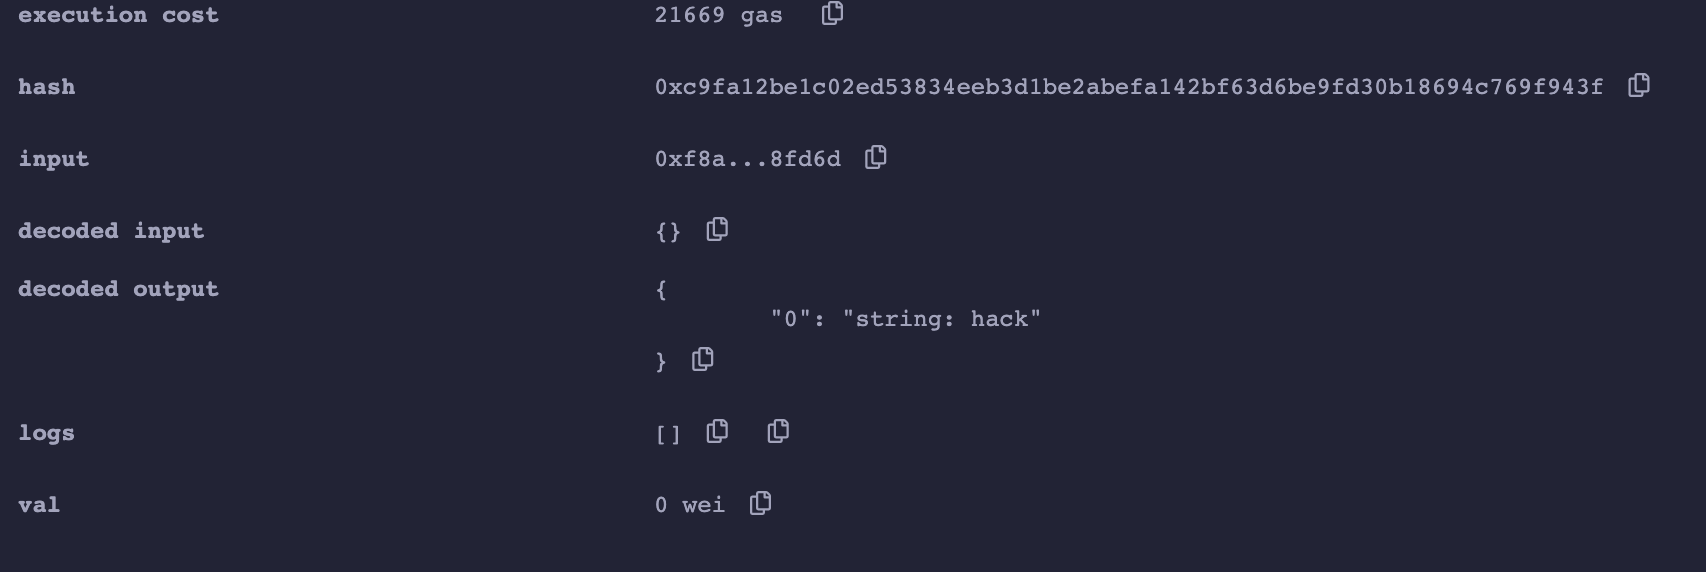 execution cost 21669 gas
hash 0xc9fa12be1c02ed53834eeb3d1be2abefa142bf63d6be9fd30b18694c769f943f
input 0xf8a...8fd6d
decoded input {}
decoded output {
"0": "string: hack"
}
logs []
val 0 wei